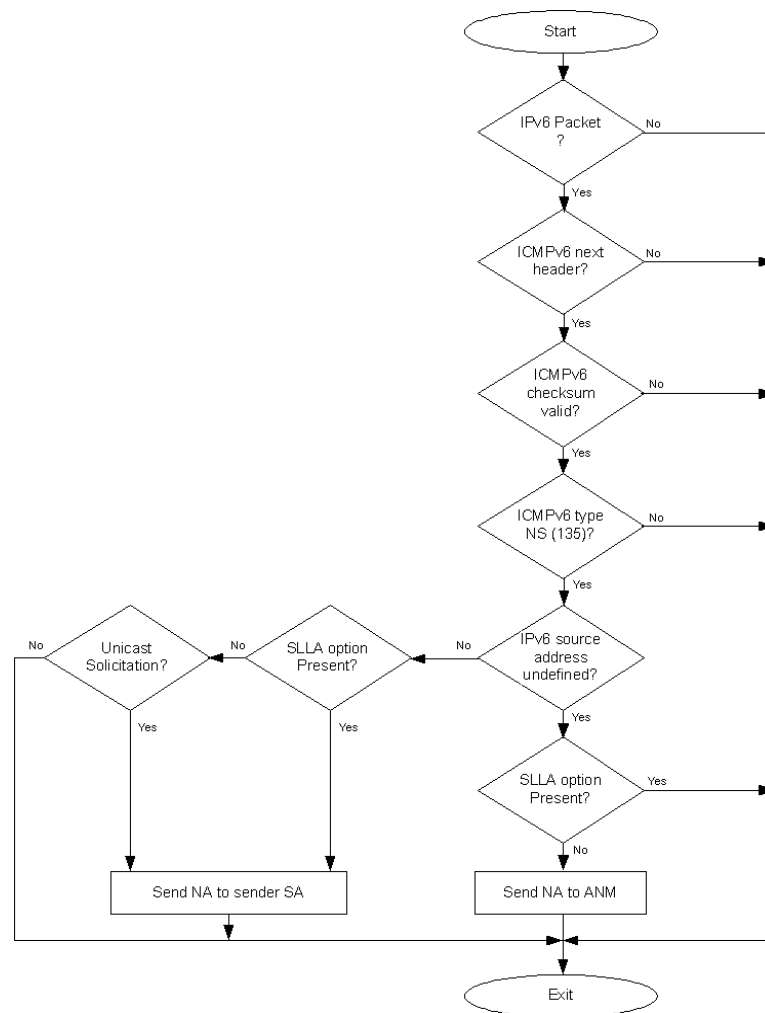 Start
IPv6 Packet
?
No
Yes
ICMPv6 next
header?
No
Yes
ICMPv6
checksum
valid?
No
Yes
ICMPv6 type
NS (135)?
No
Yes
IPv6 source
address
undefined?
No
SLLA option
Present?
No
Unicast
Solicitation?
No
Yes
Yes
Yes
SLLA option
Present?
Yes
No
Send NA to sender SA
Send NA to ANM
Exit